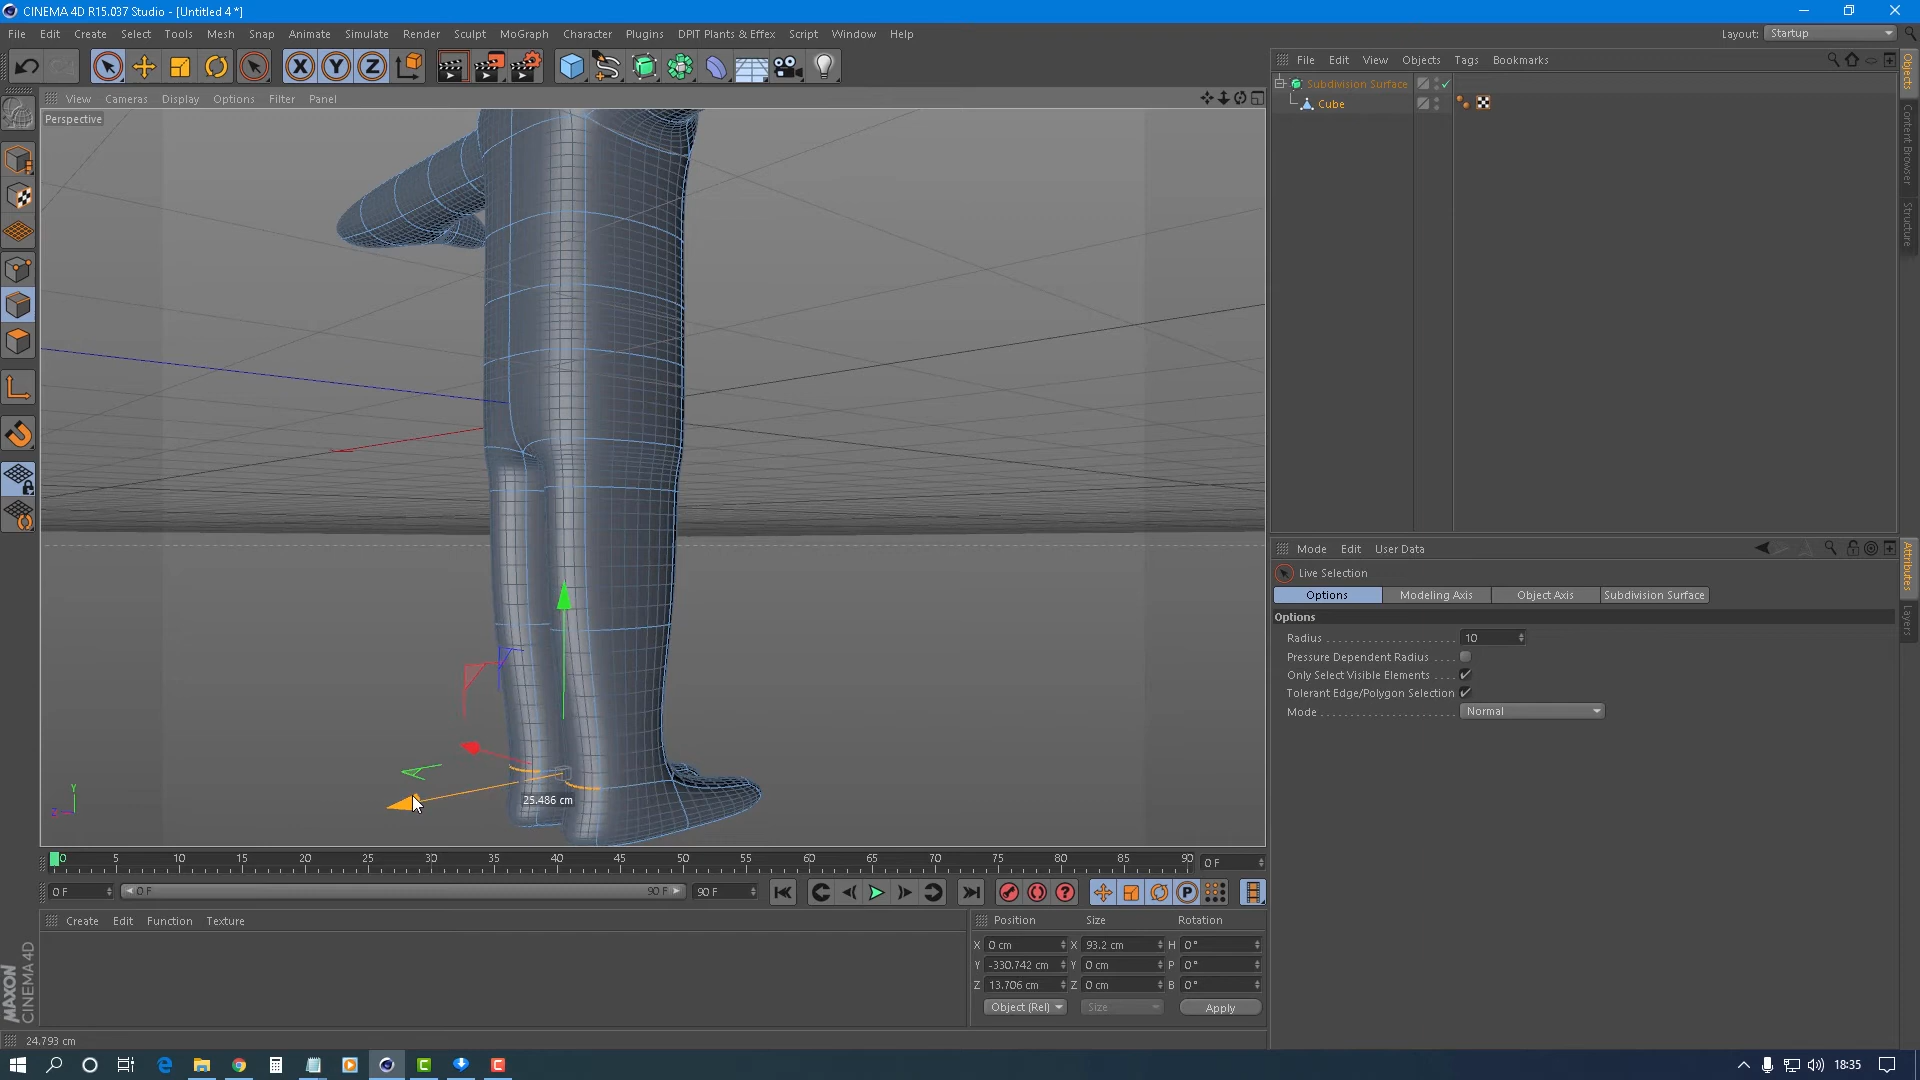 CINEMA 4D R15.037 Studio - [Untitled 4 *]
File Edit Create Select Tools Mesh Snap Animate Simulate Render Sculpt MoGraph Character Plugins DPIT Plants & Effex Script Window Help
Layout: Startup
X Y Z
View Cameras Display Options Filter Panel
File Edit View Objects Tags Bookmarks
Perspective
Subdivision Surface
Cube
Objects
Content Browser
Structure
Mode Edit User Data
Live Selection
Options Modeling Axis Object Axis Subdivision Surface
Options
Radius 10
Pressure Dependent Radius
Only Select Visible Elements
Tolerant Edge/Polygon Selection
Mode Normal
Attributes
Layers
25.486 cm
Y
Z
0 5 10 15 20 25 30 35 40 45 50 55 60 65 70 75 80 85 90 0 F
0 F 0 F 90 F 90 F
Create Edit Function Texture
Position Size Rotation
X 0 cm X 93.2 cm H 0°
Y -330.742 cm Y 0 cm P 0°
Z 13.706 cm Z 0 cm B 0°
Object (Rel) Size Apply
MAXON
CINEMA 4D
24.793 cm
18:35